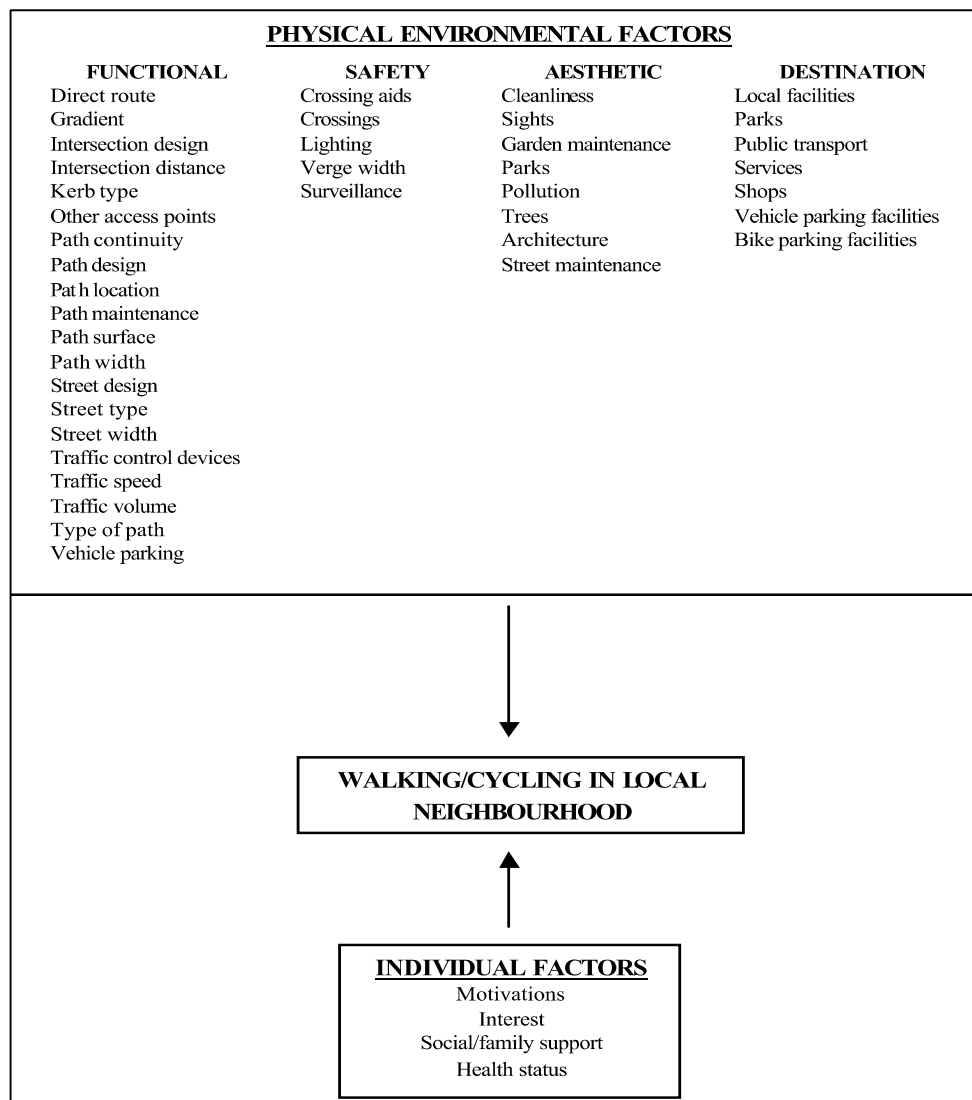 PHYSICAL ENVIRONMENTAL FACTORS
FUNCTIONAL
Direct route
Gradient
Intersection design
Intersection distance
Kerb type
Other access points
Path continuity
Path design
Path location
Path maintenance
Path surface
Path width
Street design
Street type
Street width
Traffic control devices
Traffic speed
Traffic volume
Type of path
Vehicle parking
SAFETY
Crossing aids
Crossings
Lighting
Verge width
Surveillance
AESTHETIC
Cleanliness
Sights
Garden maintenance
Parks
Pollution
Trees
Architecture
Street maintenance
DESTINATION
Local facilities
Parks
Public transport
Services
Shops
Vehicle parking facilities
Bike parking facilities
WALKING/CYCLING IN LOCAL
NEIGHBOURHOOD
INDIVIDUAL FACTORS
Motivations
Interest
Social/family support
Health status